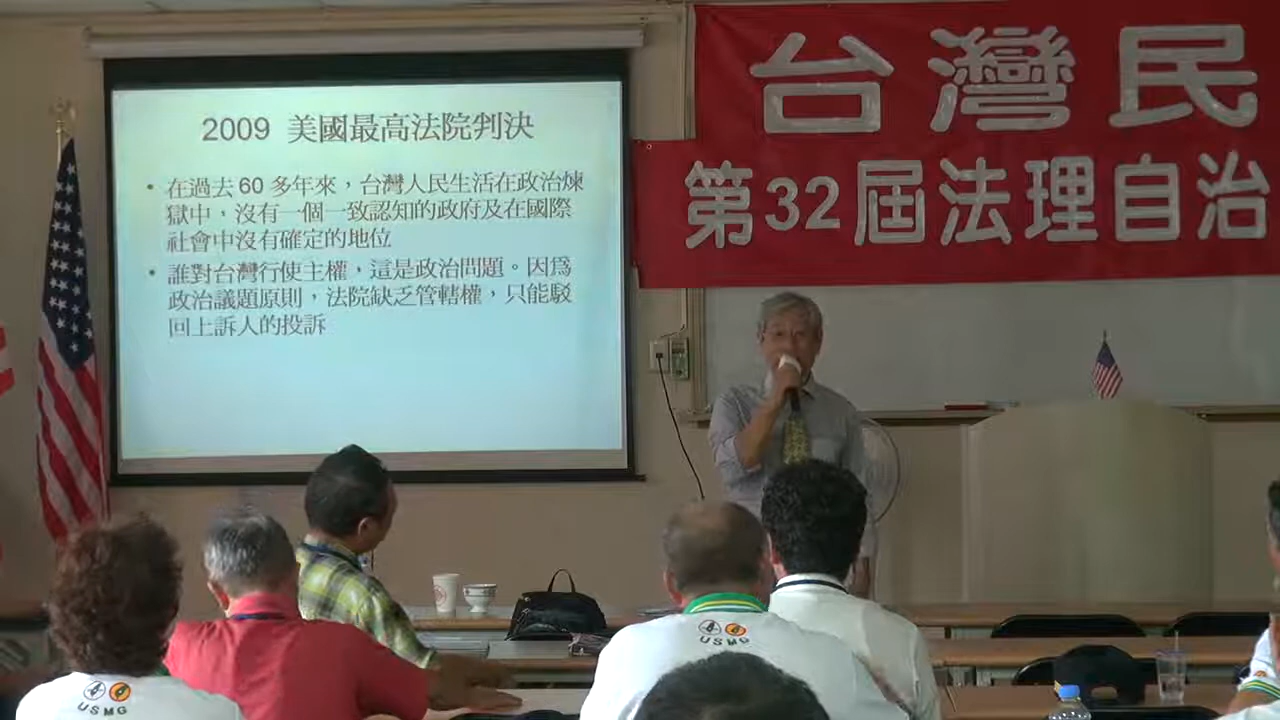 2009 美國最高法院判決
• 在過去 60 多年來，台灣人民生活在政治煉
獄中，沒有一個一致認知的政府及在國際
社會中沒有確定的地位
• 誰對台灣行使主權，這是政治問題。因為
政治議題原則，法院缺乏管轄權，只能駁
回上訴人的投訴
台灣民
第32屆法理自治
USMG
USMG